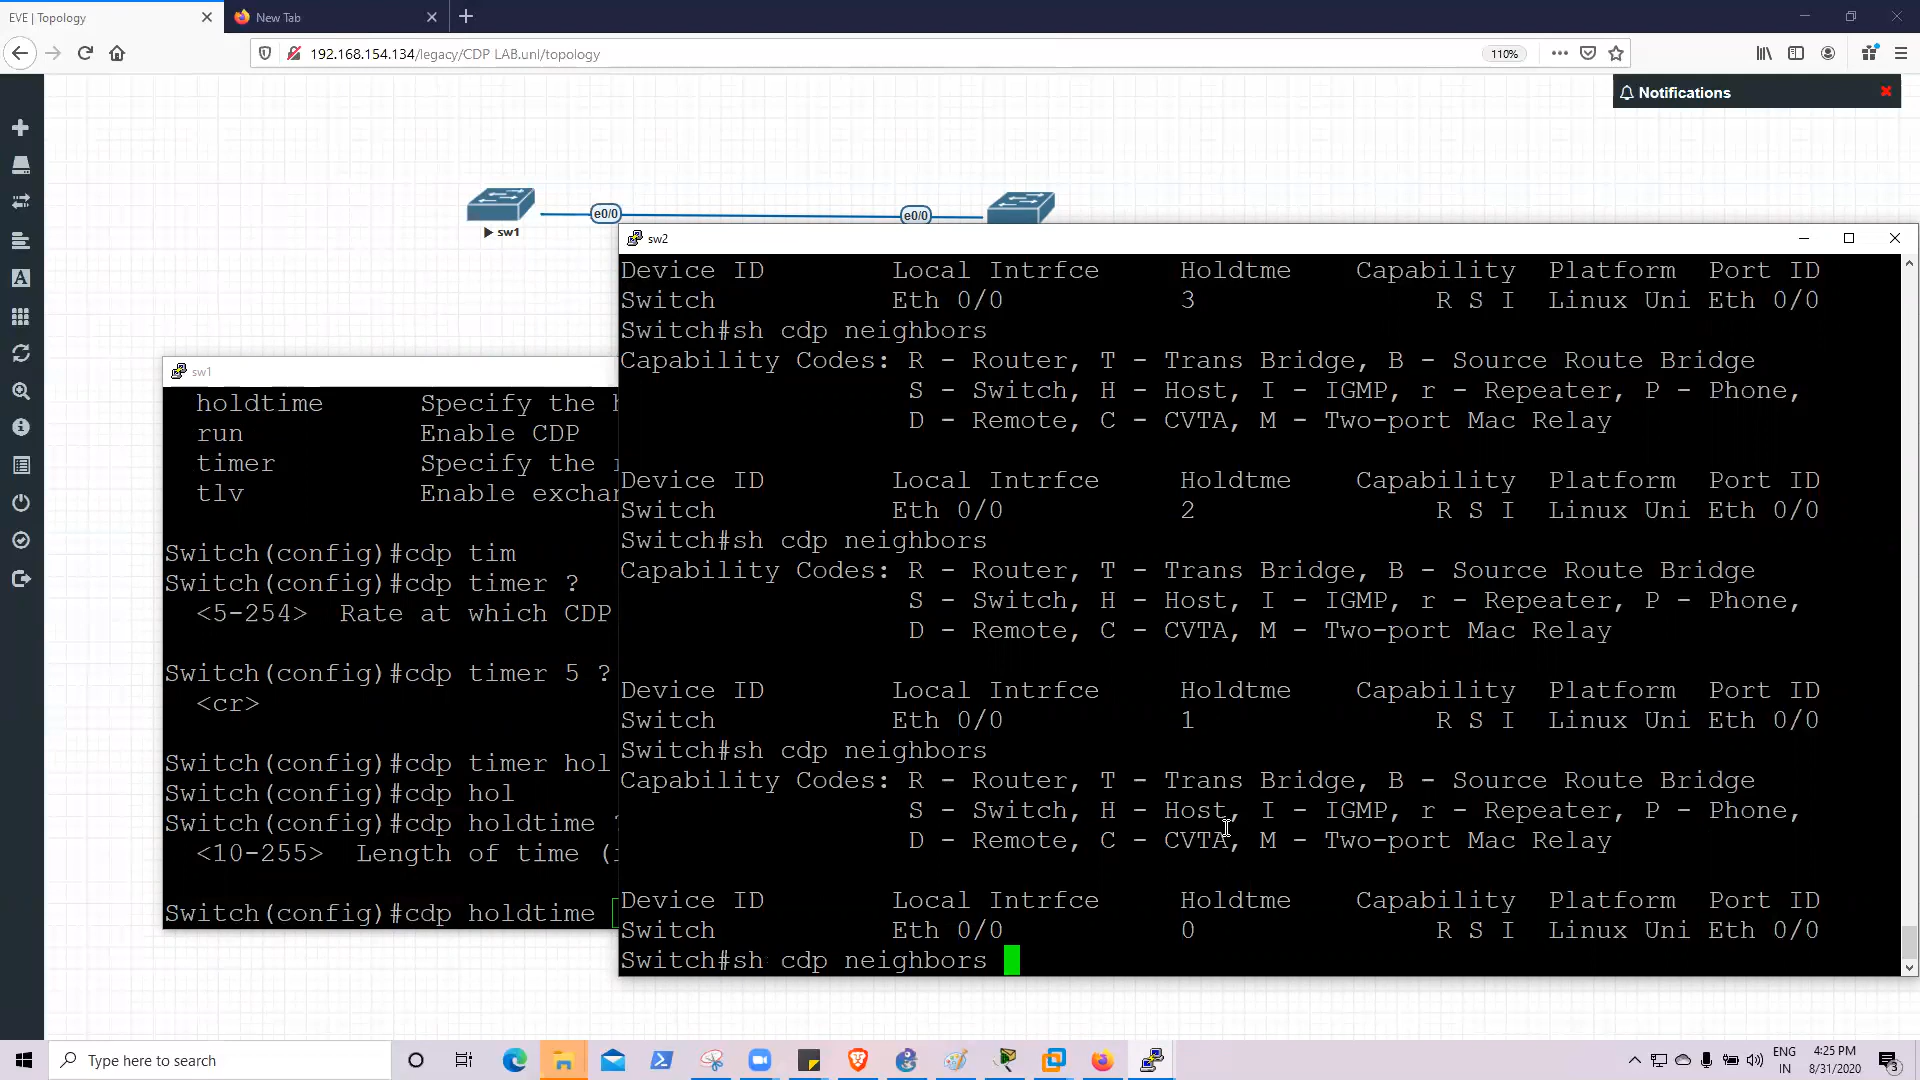 EVE | Topology
New Tab
192.168.154.134/legacy/CDP LAB.unl/topology
110%
Notifications
e0/0
e0/0
sw1
sw2
Device ID Local Intrfce Holdtme Capability Platform Port ID
Switch Eth 0/0 3 R S I Linux Uni Eth 0/0
Switch#sh cdp neighbors
Capability Codes: R - Router, T - Trans Bridge, B - Source Route Bridge
S - Switch, H - Host, I - IGMP, r - Repeater, P - Phone,
D - Remote, C - CVTA, M - Two-port Mac Relay
Device ID Local Intrfce Holdtme Capability Platform Port ID
Switch Eth 0/0 2 R S I Linux Uni Eth 0/0
Switch#sh cdp neighbors
Capability Codes: R - Router, T - Trans Bridge, B - Source Route Bridge
S - Switch, H - Host, I - IGMP, r - Repeater, P - Phone,
D - Remote, C - CVTA, M - Two-port Mac Relay
Device ID Local Intrfce Holdtme Capability Platform Port ID
Switch Eth 0/0 1 R S I Linux Uni Eth 0/0
Switch#sh cdp neighbors
Capability Codes: R - Router, T - Trans Bridge, B - Source Route Bridge
S - Switch, H - Host, I - IGMP, r - Repeater, P - Phone,
D - Remote, C - CVTA, M - Two-port Mac Relay
Device ID Local Intrfce Holdtme Capability Platform Port ID
Switch Eth 0/0 0 R S I Linux Uni Eth 0/0
Switch#sh cdp neighbors
sw1
holdtime Specify the
run Enable CDP
timer Specify the
tlv Enable exchan
Switch(config)#cdp tim
Switch(config)#cdp timer ?
<5-254> Rate at which CDP
Switch(config)#cdp timer 5 ?
<cr>
Switch(config)#cdp timer hol
Switch(config)#cdp hol
Switch(config)#cdp holdtime ?
<10-255> Length of time (
Switch(config)#cdp holdtime
Type here to search
ENG
IN
4:25 PM
8/31/2020
3